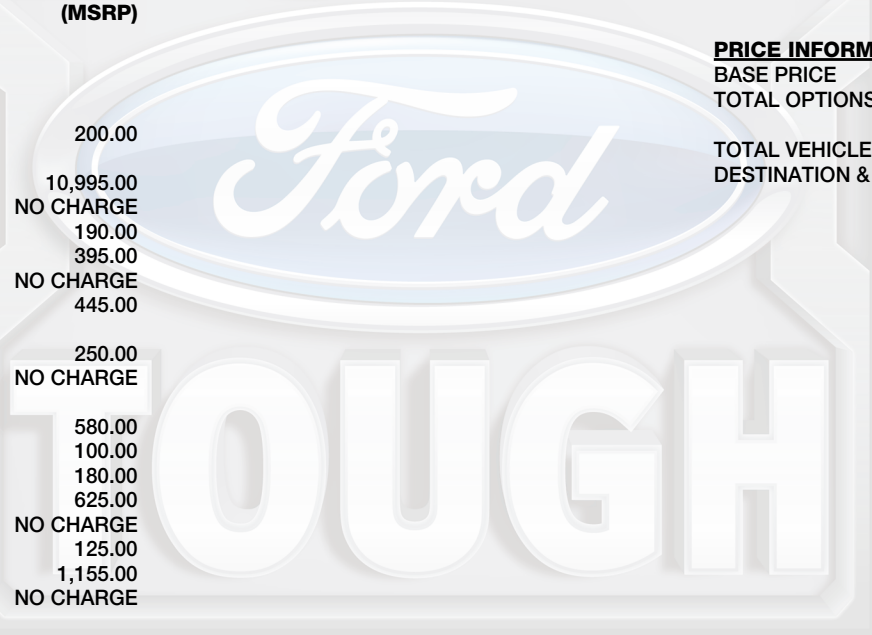 (MSRP)
200.00
10,995.00
NO CHARGE
190.00
395.00
NO CHARGE
445.00
250.00
NO CHARGE
580.00
100.00
180.00
625.00
NO CHARGE
125.00
1,155.00
NO CHARGE
PRICE INFORM
BASE PRICE
TOTAL OPTIONS
TOTAL VEHICLE
DESTINATION &
Ford
TOUGH